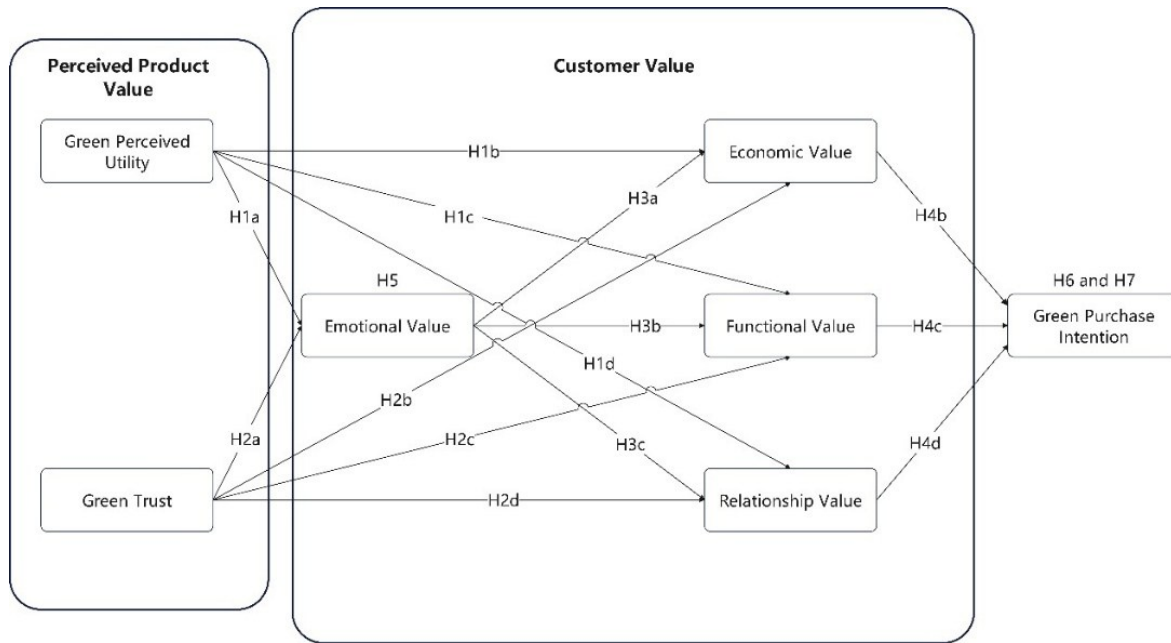 Perceived Product
Value
Customer Value
Green Perceived
Utility
Economic Value
H1b
H3a
H1a
H1c
H4b
H5
H6 and H7
Emotional Value
H3b
Functional Value
H4c
Green Purchase
Intention
H1d
H2b
H2a
H2c
H3c
H4d
Green Trust
H2d
Relationship Value